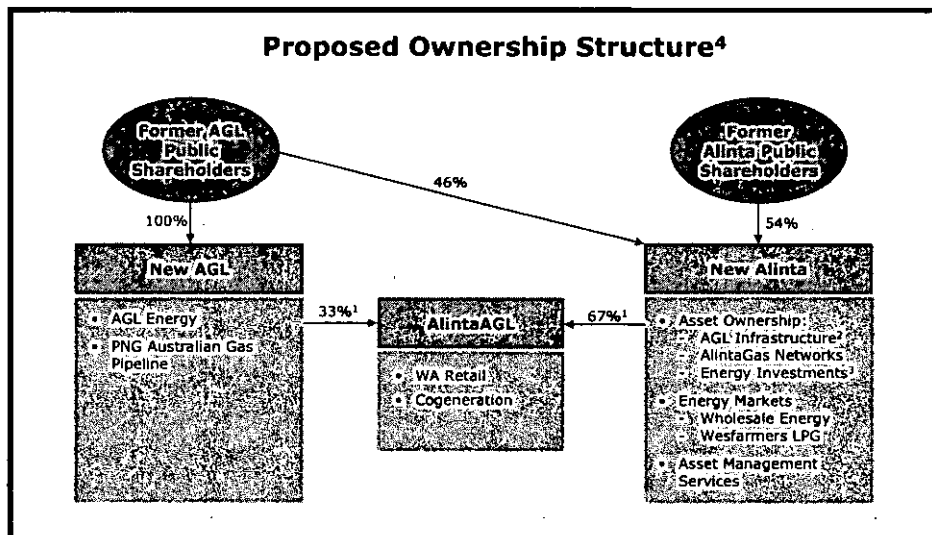 Proposed Ownership Structure⁴
Former AGL
Public
Shareholders
Former
Alinta Public
Shareholders
46%
100%
54%
New AGL
New Alinta
• AGL Energy
• PNG Australian Gas
Pipeline
33%¹
AlintaAGL
67%¹
• WA Retail
• Cogeneration
• Asset Ownership:
- AGL Infrastructure²
- AlintaGas Networks
- Energy Investments³
• Energy Markets
- Wholesale Energy
- Wesfarmers LPG
• Asset Management
Services